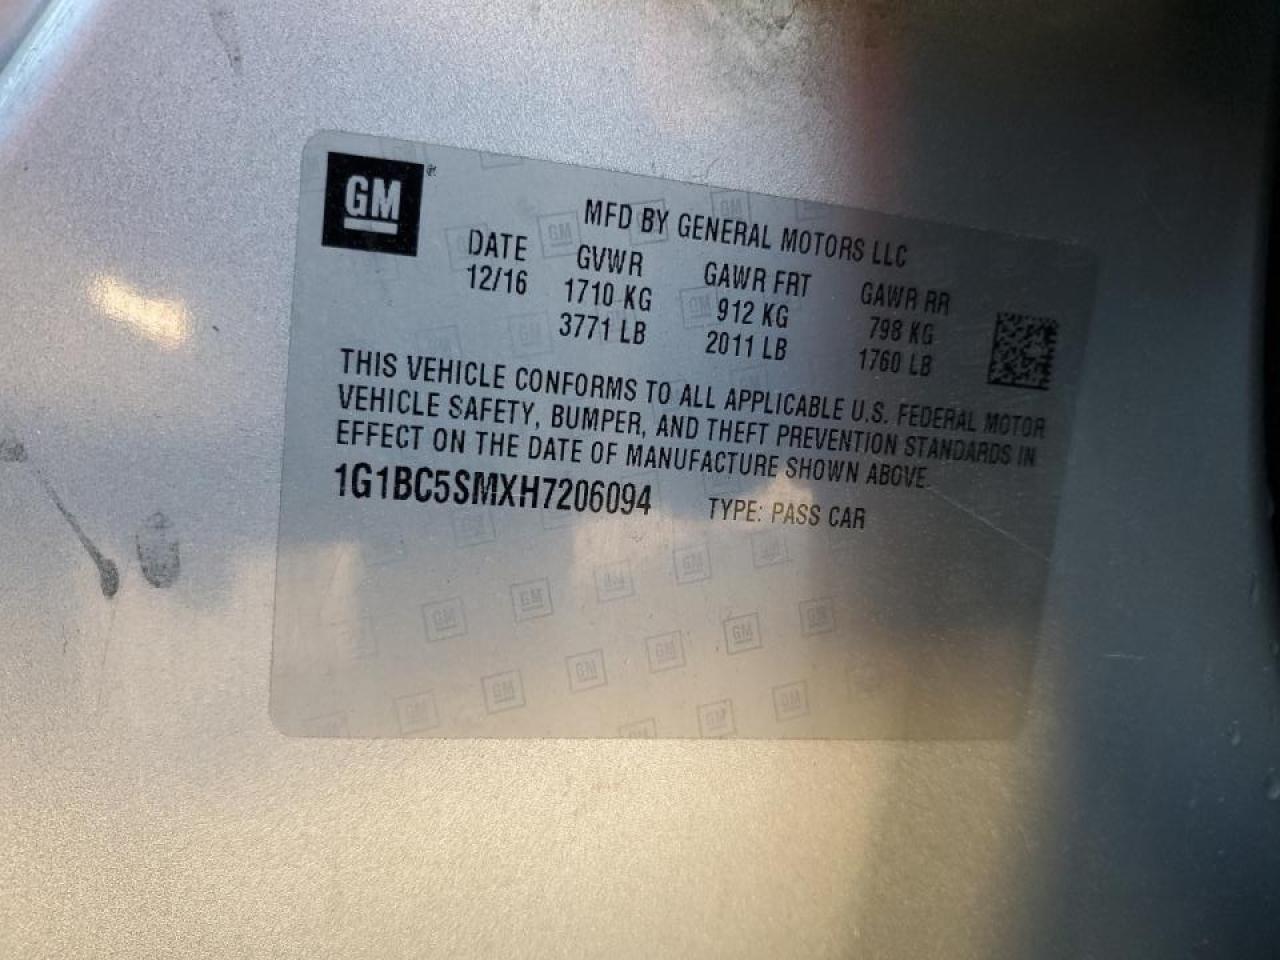 GM
MFD BY GENERAL MOTORS LLC
DATE GVWR GAWR FRT GAWR RR
12/16 1710 KG 912 KG 798 KG
3771 LB 2011 LB 1760 LB
THIS VEHICLE CONFORMS TO ALL APPLICABLE U.S. FEDERAL MOTOR
VEHICLE SAFETY, BUMPER, AND THEFT PREVENTION STANDARDS IN
EFFECT ON THE DATE OF MANUFACTURE SHOWN ABOVE.
1G1BC5SMXH7206094 TYPE: PASS CAR